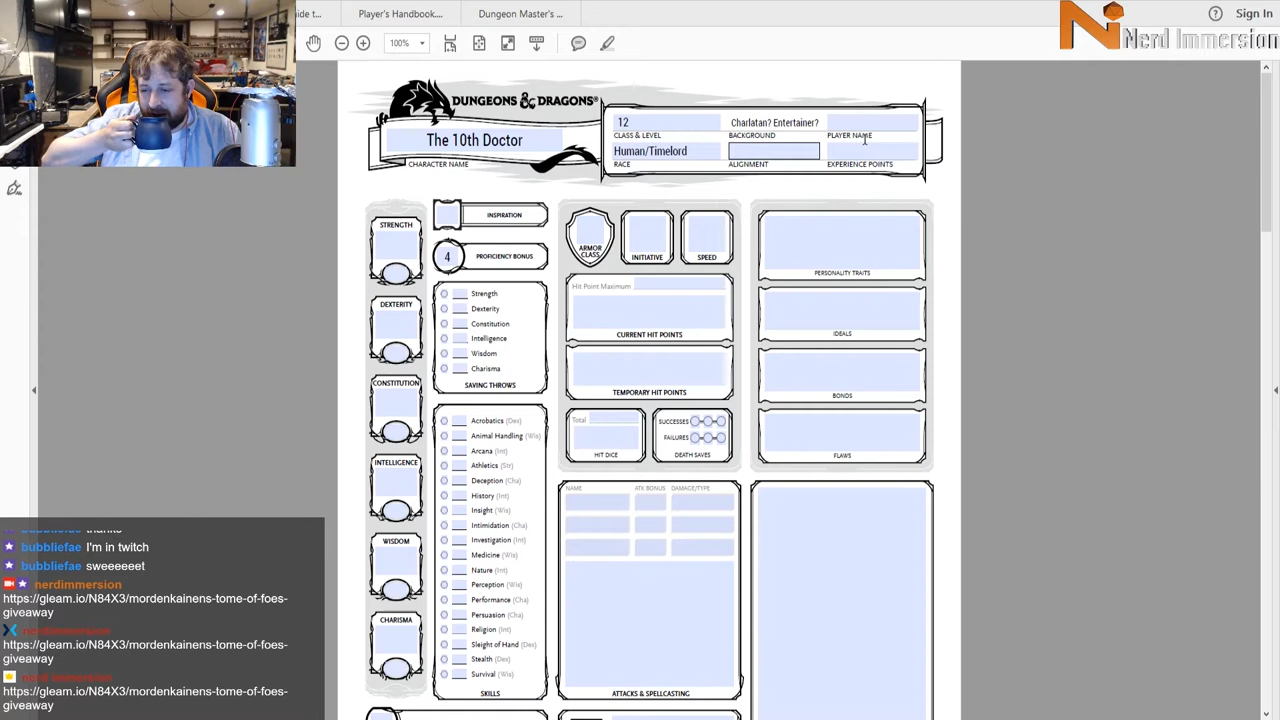 ide t...
Player's Handbook....
Dungeon Master's ...
Sign In
Nerd Immersion
100%
DUNGEONS & DRAGONS®
The 10th Doctor
CHARACTER NAME
12
Charlatan? Entertainer?
CLASS & LEVEL
BACKGROUND
PLAYER NAME
Human/Timelord
RACE
ALIGNMENT
EXPERIENCE POINTS
STRENGTH
DEXTERITY
CONSTITUTION
INTELLIGENCE
WISDOM
CHARISMA
INSPIRATION
4
PROFICIENCY BONUS
Strength
Dexterity
Constitution
Intelligence
Wisdom
Charisma
SAVING THROWS
Acrobatics (Dex)
Animal Handling (Wis)
Arcana (Int)
Athletics (Str)
Deception (Cha)
History (Int)
Insight (Wis)
Intimidation (Cha)
Investigation (Int)
Medicine (Wis)
Nature (Int)
Perception (Wis)
Performance (Cha)
Persuasion (Cha)
Religion (Int)
Sleight of Hand (Dex)
Stealth (Dex)
Survival (Wis)
SKILLS
ARMOR
CLASS
INITIATIVE
SPEED
Hit Point Maximum
CURRENT HIT POINTS
TEMPORARY HIT POINTS
Total
HIT DICE
SUCCESSES
FAILURES
DEATH SAVES
NAME
ATK BONUS
DAMAGE/TYPE
ATTACKS & SPELLCASTING
PERSONALITY TRAITS
IDEALS
BONDS
FLAWS
bubbliefae thanks
bubbliefae I'm in twitch
bubbliefae sweeeeeet
nerdimmersion
https://gleam.io/N84X3/mordenkainens-tome-of-foes-
giveaway
nerdimmersion
https://gleam.io/N84X3/mordenkainens-tome-of-foes-
giveaway
nerd immersion
https://gleam.io/N84X3/mordenkainens-tome-of-foes-
giveaway